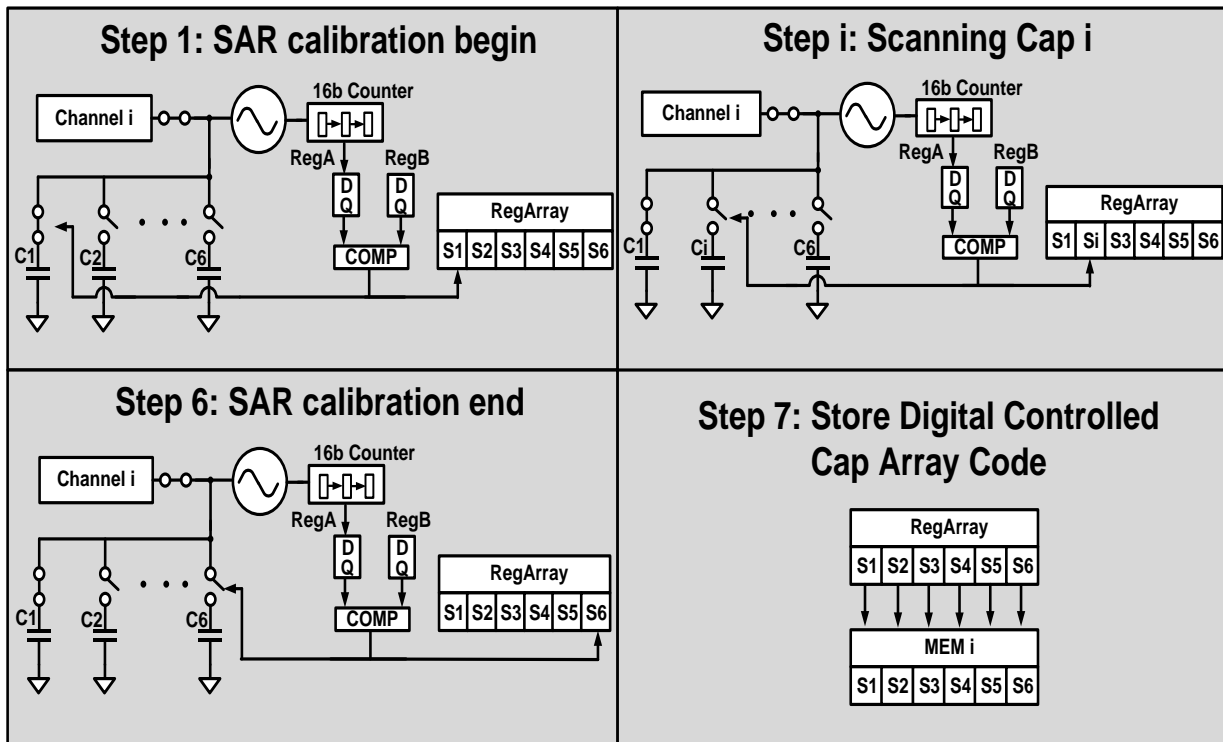 Step 1: SAR calibration begin
16b Counter
Channel i
RegA
RegB
D
Q
D
Q
RegArray
C1
C2
C6
COMP
S1 S2 S3 S4 S5 S6
Step i: Scanning Cap i
16b Counter
Channel i
RegA
RegB
D
Q
D
Q
RegArray
C1
Ci
C6
COMP
S1 Si S3 S4 S5 S6
Step 6: SAR calibration end
16b Counter
Channel i
RegA
RegB
D
Q
D
Q
RegArray
C1
C2
C6
COMP
S1 S2 S3 S4 S5 S6
Step 7: Store Digital Controlled
Cap Array Code
RegArray
S1 S2 S3 S4 S5 S6
MEM i
S1 S2 S3 S4 S5 S6